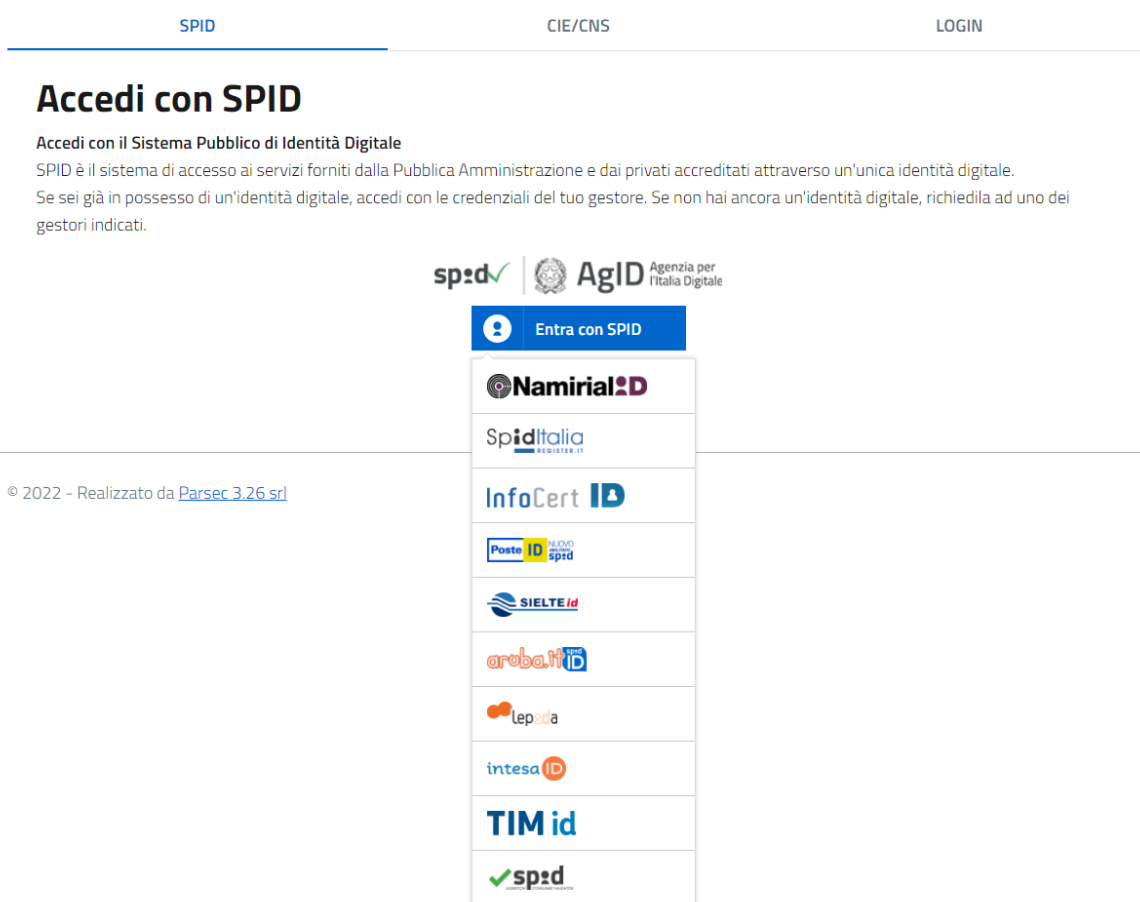 SPID
CIE/CNS
LOGIN
Accedi con SPID
Accedi con il Sistema Pubblico di Identità Digitale
SPID è il sistema di accesso ai servizi forniti dalla Pubblica Amministrazione e dai privati accreditati attraverso un'unica identità digitale.
Se sei già in possesso di un'identità digitale, accedi con le credenziali del tuo gestore. Se non hai ancora un'identità digitale, richiedila ad uno dei
gestori indicati.
spid
AgID
Agenzia per
l'Italia Digitale
Entra con SPID
Namirial ID
SpidItalia
REGISTER.IT
InfoCert ID
© 2022 - Realizzato da Parsec 3.26 srl
Poste ID NUOVO
spid
SIELTE id
aruba.it spid
ID
Lepida
intesa ID
TIM id
spid